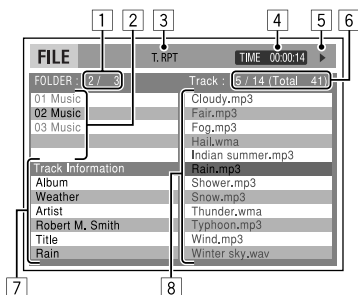 1 2 3 4 5 6
FILE T. RPT TIME 00:00:14
FOLDER : 2 / 3 Track : 5 / 14 (Total 41)
01 Music Cloudy.mp3
02 Music Fair.mp3
03 Music Fog.mp3
Hail.wma
Indian summer.mp3
Track Information Rain.mp3
Album Shower.mp3
Weather Snow.mp3
Artist Thunder.wma
Robert M. Smith Typhoon.mp3
Title Wind.mp3
Rain Winter sky.wav
7 8